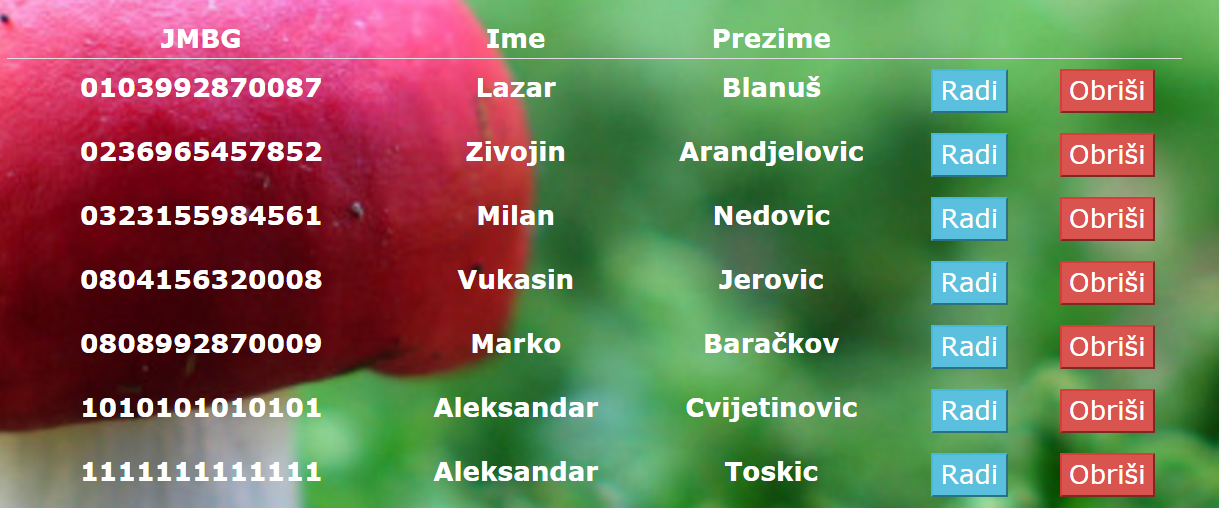 JMBG Ime Prezime
0103992870087 Lazar Blanuš Radi Obriši
0236965457852 Zivojin Arandjelovic Radi Obriši
0323155984561 Milan Nedovic Radi Obriši
0804156320008 Vukasin Jerovic Radi Obriši
0808992870009 Marko Baračkov Radi Obriši
1010101010101 Aleksandar Cvijetinovic Radi Obriši
1111111111111 Aleksandar Toskic Radi Obriši